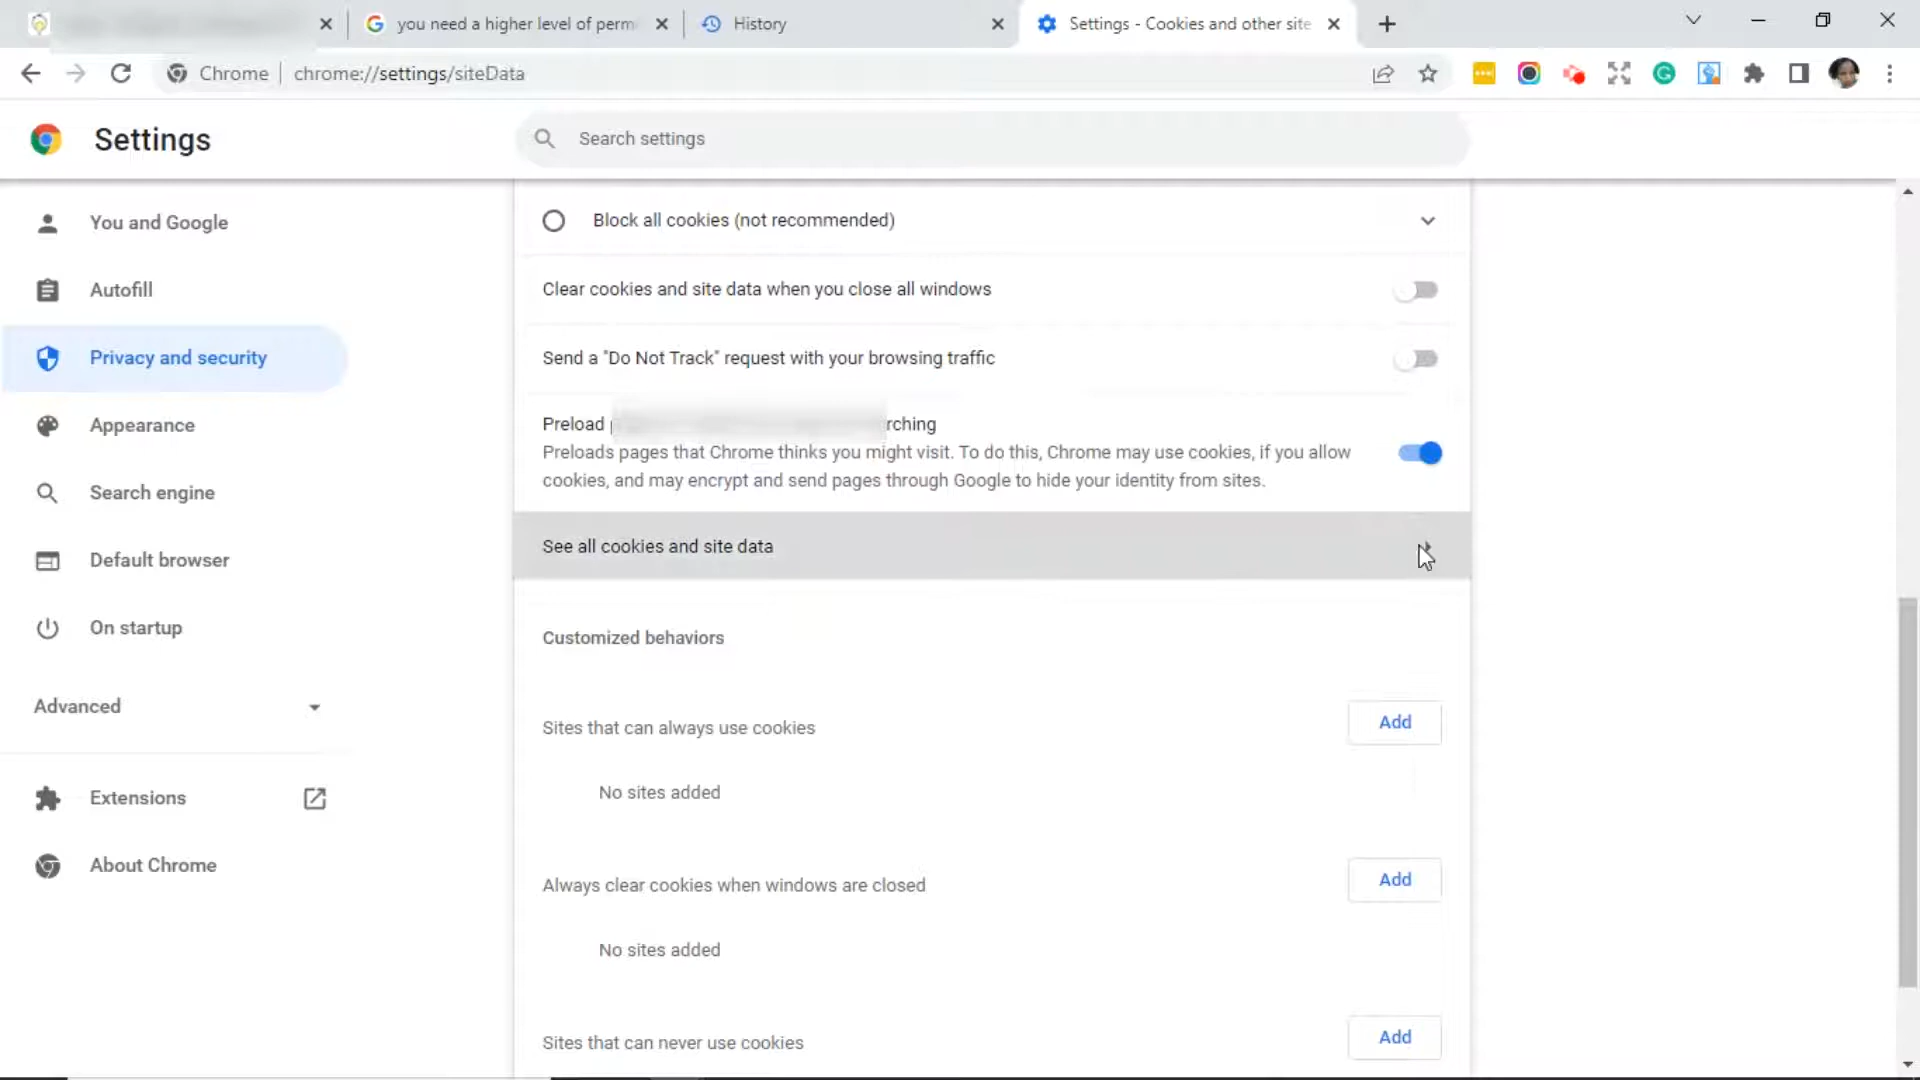 you need a higher level of perm
History
Settings - Cookies and other site
Chrome
chrome://settings/siteData
Settings
Search settings
You and Google
Autofill
Privacy and security
Appearance
Search engine
Default browser
On startup
Advanced
Extensions
About Chrome
Block all cookies (not recommended)
Clear cookies and site data when you close all windows
Send a "Do Not Track" request with your browsing traffic
Preload rching
Preloads pages that Chrome thinks you might visit. To do this, Chrome may use cookies, if you allow
cookies, and may encrypt and send pages through Google to hide your identity from sites.
See all cookies and site data
Customized behaviors
Sites that can always use cookies
Add
No sites added
Always clear cookies when windows are closed
Add
No sites added
Sites that can never use cookies
Add